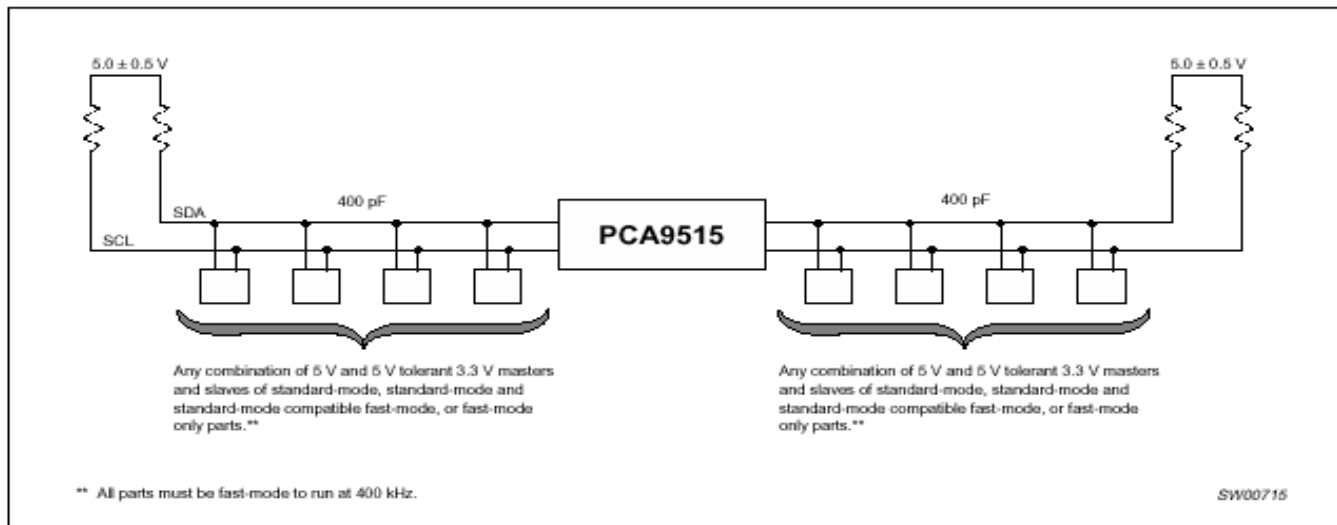 5.0 ± 0.5 V
5.0 ± 0.5 V
400 pF
400 pF
SDA
PCA9515
SCL
Any combination of 5 V and 5 V tolerant 3.3 V masters
and slaves of standard-mode, standard-mode and
standard-mode compatible fast-mode, or fast-mode
only parts.**
Any combination of 5 V and 5 V tolerant 3.3 V masters
and slaves of standard-mode, standard-mode and
standard-mode compatible fast-mode, or fast-mode
only parts.**
** All parts must be fast-mode to run at 400 kHz.
SW00715